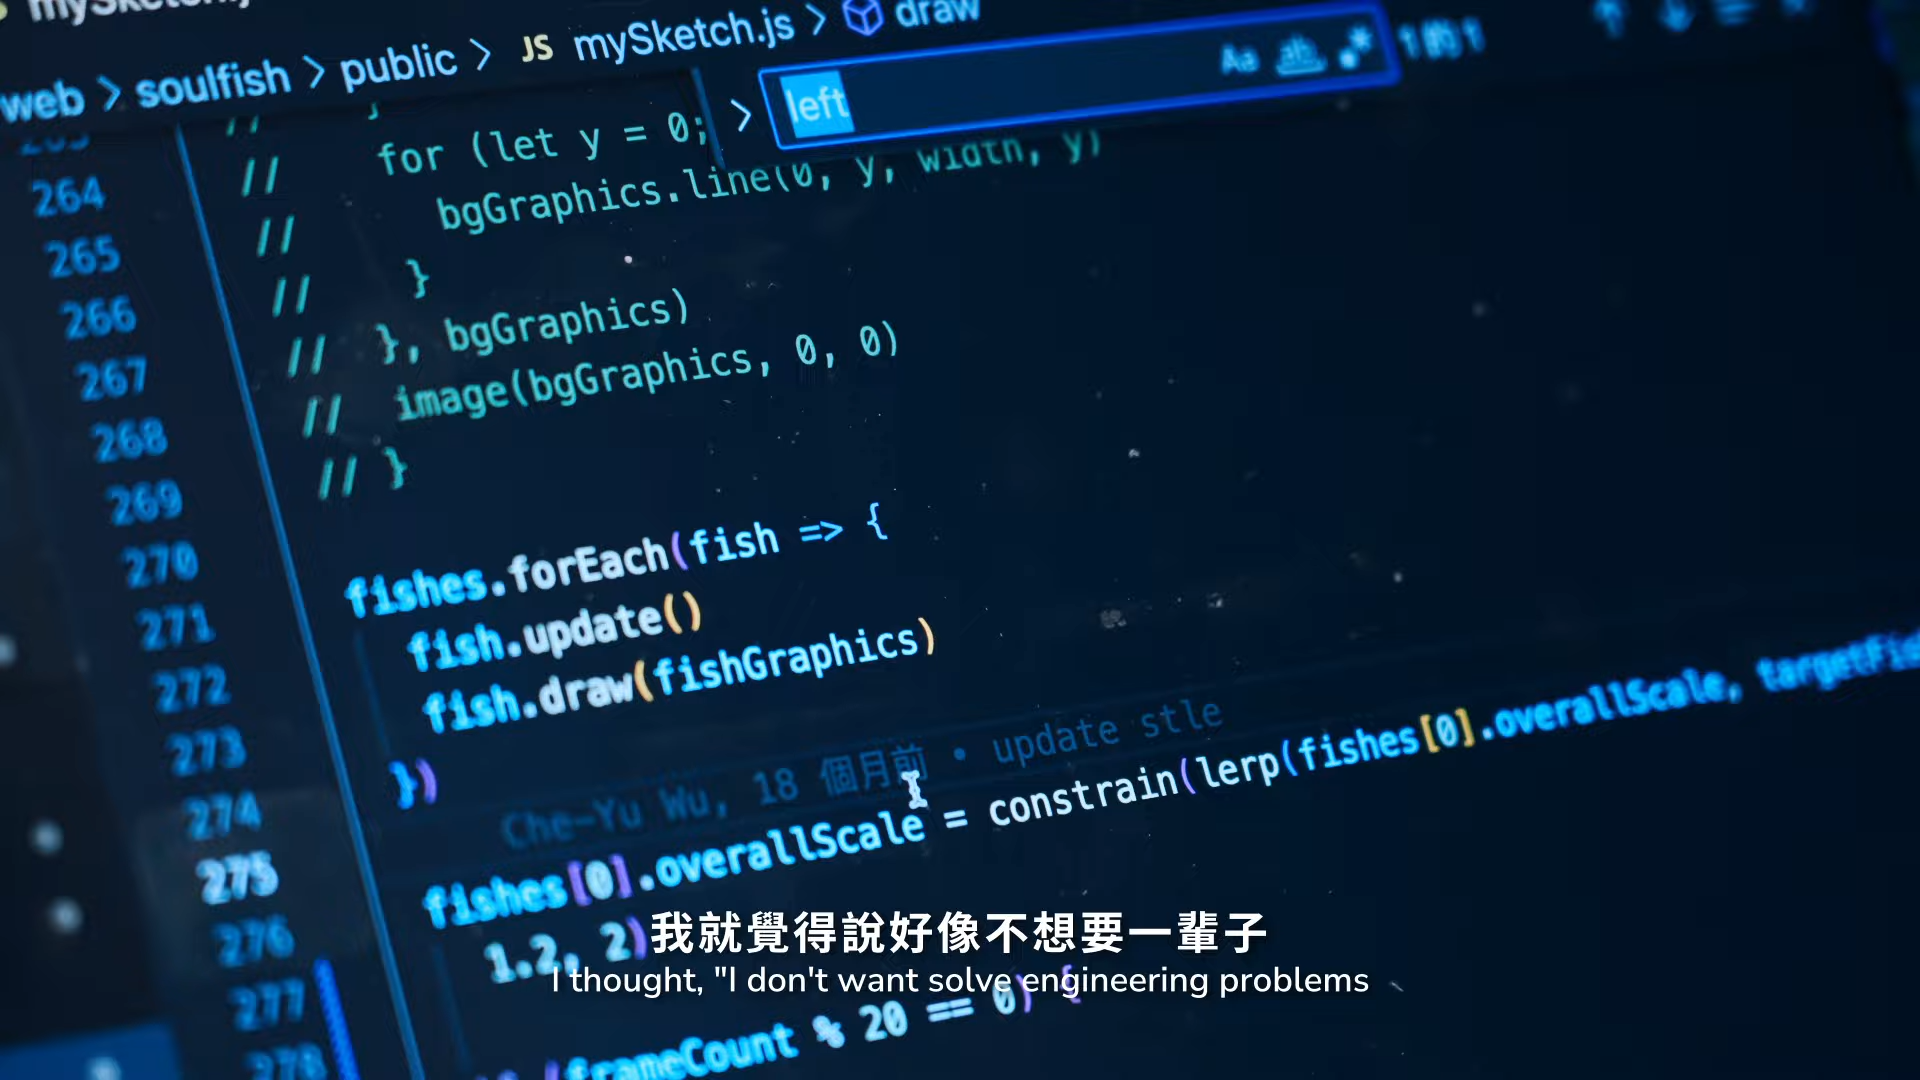 mySketch.js
web > soulfish > public > JS mySketch.js > draw
> left
Aa ab .* 1 的 1
//     }
264 //     for (let y = 0;
265 //       bgGraphics.line(0, y, width, y)
266 //     }
267 //   }, bgGraphics)
268 //   image(bgGraphics, 0, 0)
269 // }
270
271 fishes.forEach(fish => {
272 fish.update()
273 fish.draw(fishGraphics)
274 })
Che-Yu Wu, 18 個月前 • update stle
275 fishes[0].overallScale = constrain(lerp(fishes[0].overallScale,
276 1.2, 2)
277
278 frameCount % 20 == 0) {
我就覺得說好像不想要一輩子
I thought, "I don't want solve engineering problems